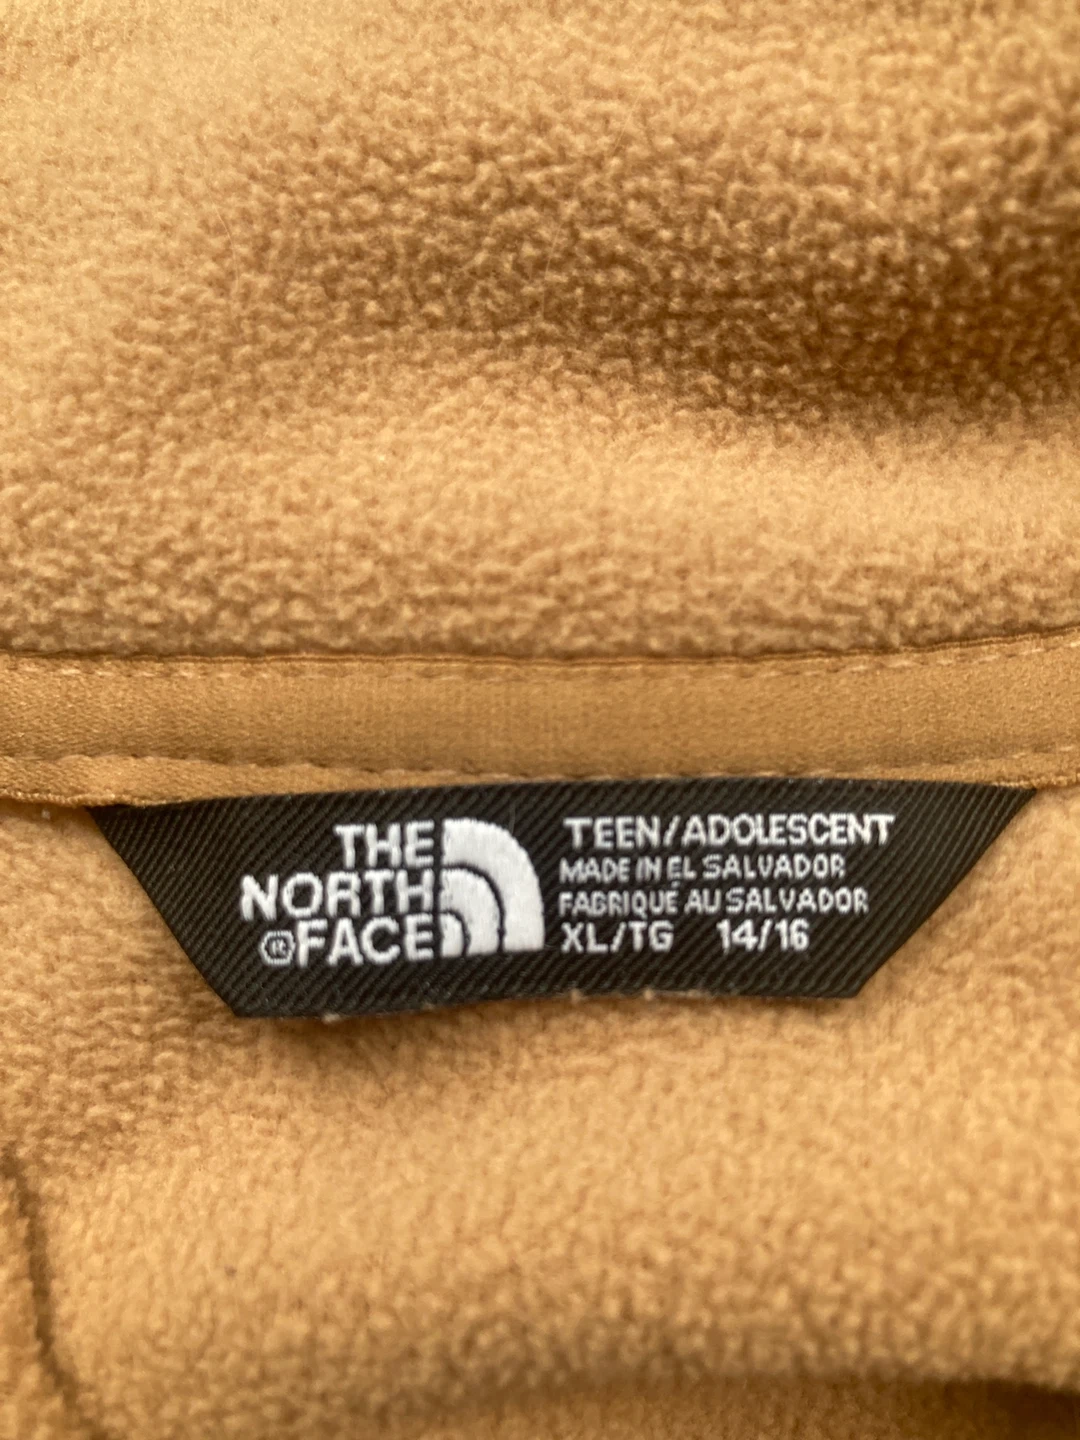 THE
NORTH
®FACE
TEEN/ADOLESCENT
MADE IN EL SALVADOR
FABRIQUÉ AU SALVADOR
XL/TG 14/16